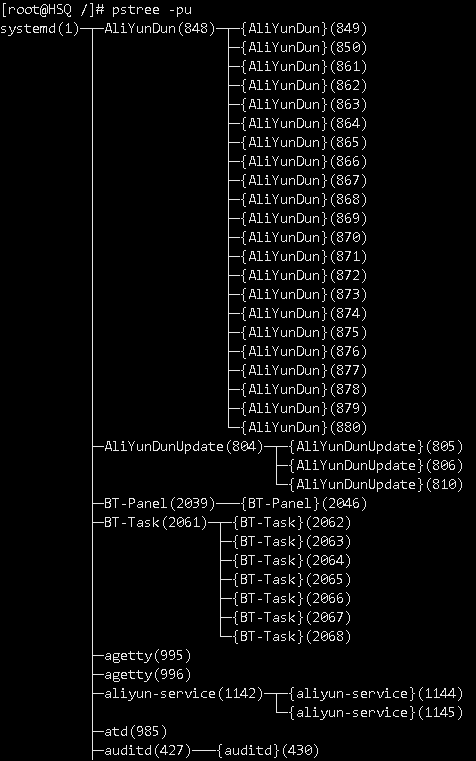 [root@HSQ /]# pstree -pu
systemd(1)─┬─AliYunDun(848)─┬─{AliYunDun}(849)
           │                ├─{AliYunDun}(850)
           │                ├─{AliYunDun}(861)
           │                ├─{AliYunDun}(862)
           │                ├─{AliYunDun}(863)
           │                ├─{AliYunDun}(864)
           │                ├─{AliYunDun}(865)
           │                ├─{AliYunDun}(866)
           │                ├─{AliYunDun}(867)
           │                ├─{AliYunDun}(868)
           │                ├─{AliYunDun}(869)
           │                ├─{AliYunDun}(870)
           │                ├─{AliYunDun}(871)
           │                ├─{AliYunDun}(872)
           │                ├─{AliYunDun}(873)
           │                ├─{AliYunDun}(874)
           │                ├─{AliYunDun}(875)
           │                ├─{AliYunDun}(876)
           │                ├─{AliYunDun}(877)
           │                ├─{AliYunDun}(878)
           │                ├─{AliYunDun}(879)
           │                └─{AliYunDun}(880)
           ├─AliYunDunUpdate(804)─┬─{AliYunDunUpdate}(805)
           │                      ├─{AliYunDunUpdate}(806)
           │                      └─{AliYunDunUpdate}(810)
           ├─BT-Panel(2039)───{BT-Panel}(2046)
           ├─BT-Task(2061)─┬─{BT-Task}(2062)
           │               ├─{BT-Task}(2063)
           │               ├─{BT-Task}(2064)
           │               ├─{BT-Task}(2065)
           │               ├─{BT-Task}(2066)
           │               ├─{BT-Task}(2067)
           │               └─{BT-Task}(2068)
           ├─agetty(995)
           ├─agetty(996)
           ├─aliyun-service(1142)─┬─{aliyun-service}(1144)
           │                      └─{aliyun-service}(1145)
           ├─atd(985)
           ├─auditd(427)───{auditd}(430)